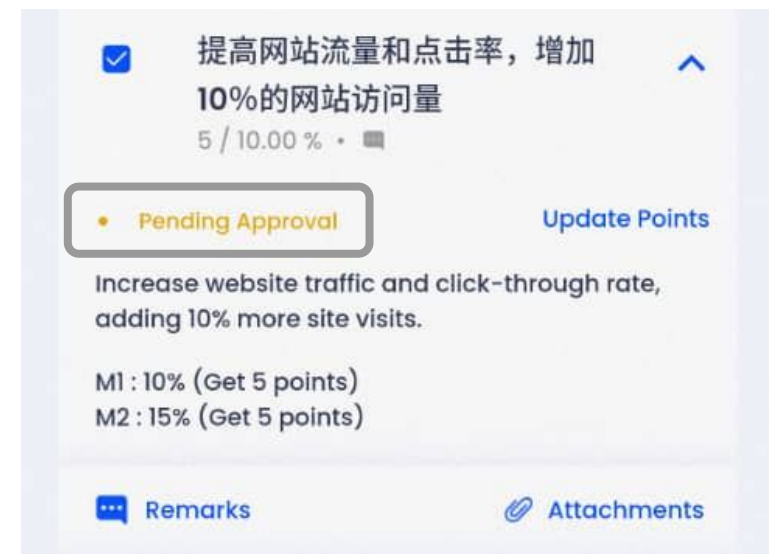 提高网站流量和点击率，增加
10%的网站访问量
5 / 10.00 % •
• Pending Approval
Update Points
Increase website traffic and click-through rate,
adding 10% more site visits.
M1 : 10% (Get 5 points)
M2 : 15% (Get 5 points)
Remarks
Attachments